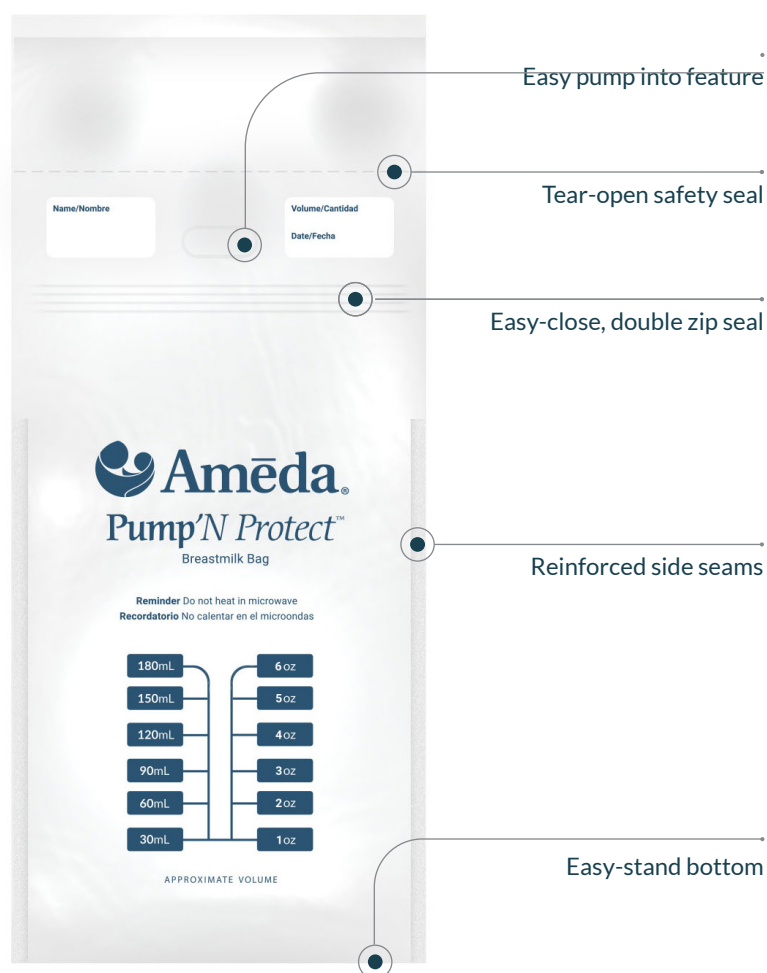 Easy pump into feature
Tear-open safety seal
Name/Nombre
Volume/Cantidad
Date/Fecha
Easy-close, double zip seal
Amēda®
Pump'N Protect™
Breastmilk Bag
Reinforced side seams
Reminder Do not heat in microwave
Recordatorio No calentar en el microondas
180mL 6oz
150mL 5oz
120mL 4oz
90mL 3oz
60mL 2oz
30mL 1oz
Easy-stand bottom
APPROXIMATE VOLUME